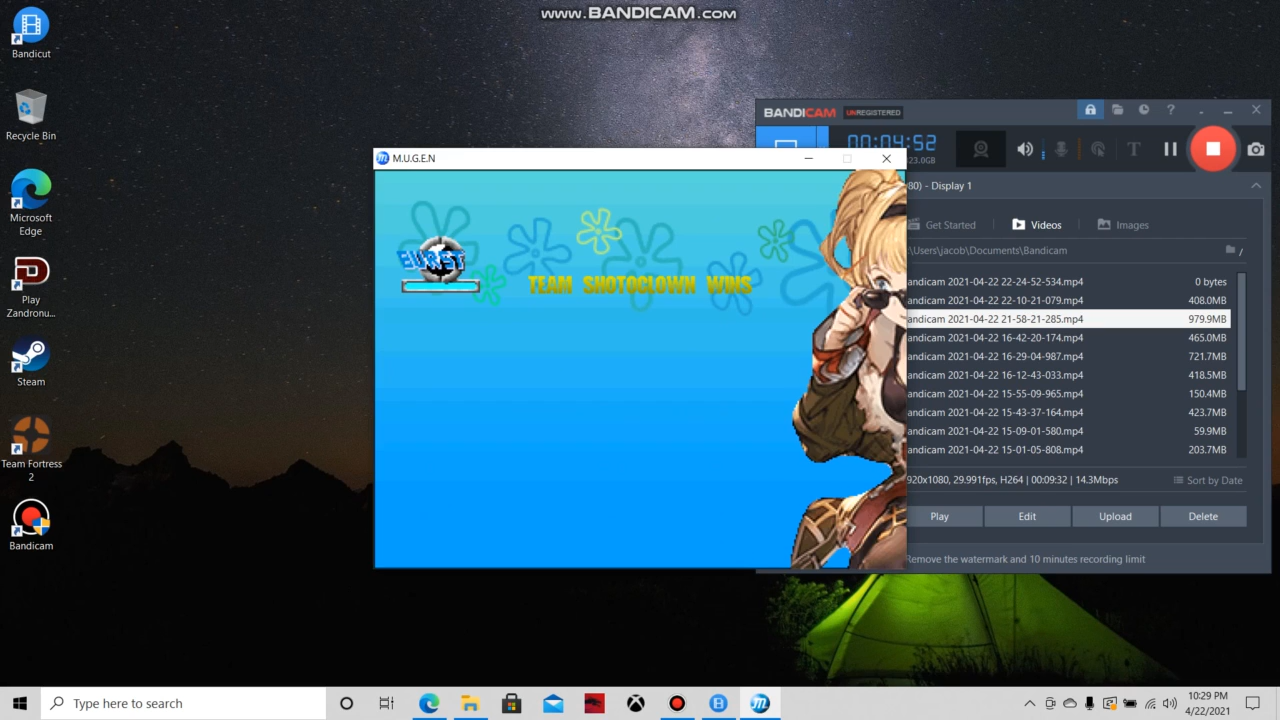 www.BANDICAM.com
Bandicut
Recycle Bin
Microsoft
Edge
Play
Zandronu...
Steam
Team Fortress
2
Bandicam
BANDICAM UNREGISTERED
00:04:52
123.0GB
M.U.G.E.N
BURST
TEAM SHOTOCLOWN WINS
80) - Display 1
Get Started
Videos
Images
\Users\jacob\Documents\Bandicam
andicam 2021-04-22 22-24-52-534.mp4 0 bytes
andicam 2021-04-22 22-10-21-079.mp4 408.0MB
andicam 2021-04-22 21-58-21-285.mp4 979.9MB
andicam 2021-04-22 16-42-20-174.mp4 465.0MB
andicam 2021-04-22 16-29-04-987.mp4 721.7MB
andicam 2021-04-22 16-12-43-033.mp4 418.5MB
andicam 2021-04-22 15-55-09-965.mp4 150.4MB
andicam 2021-04-22 15-43-37-164.mp4 423.7MB
andicam 2021-04-22 15-09-01-580.mp4 59.9MB
andicam 2021-04-22 15-01-05-808.mp4 203.7MB
920x1080, 29.991fps, H264 | 00:09:32 | 14.3Mbps
Sort by Date
Play
Edit
Upload
Delete
Remove the watermark and 10 minutes recording limit
Type here to search
10:29 PM
4/22/2021